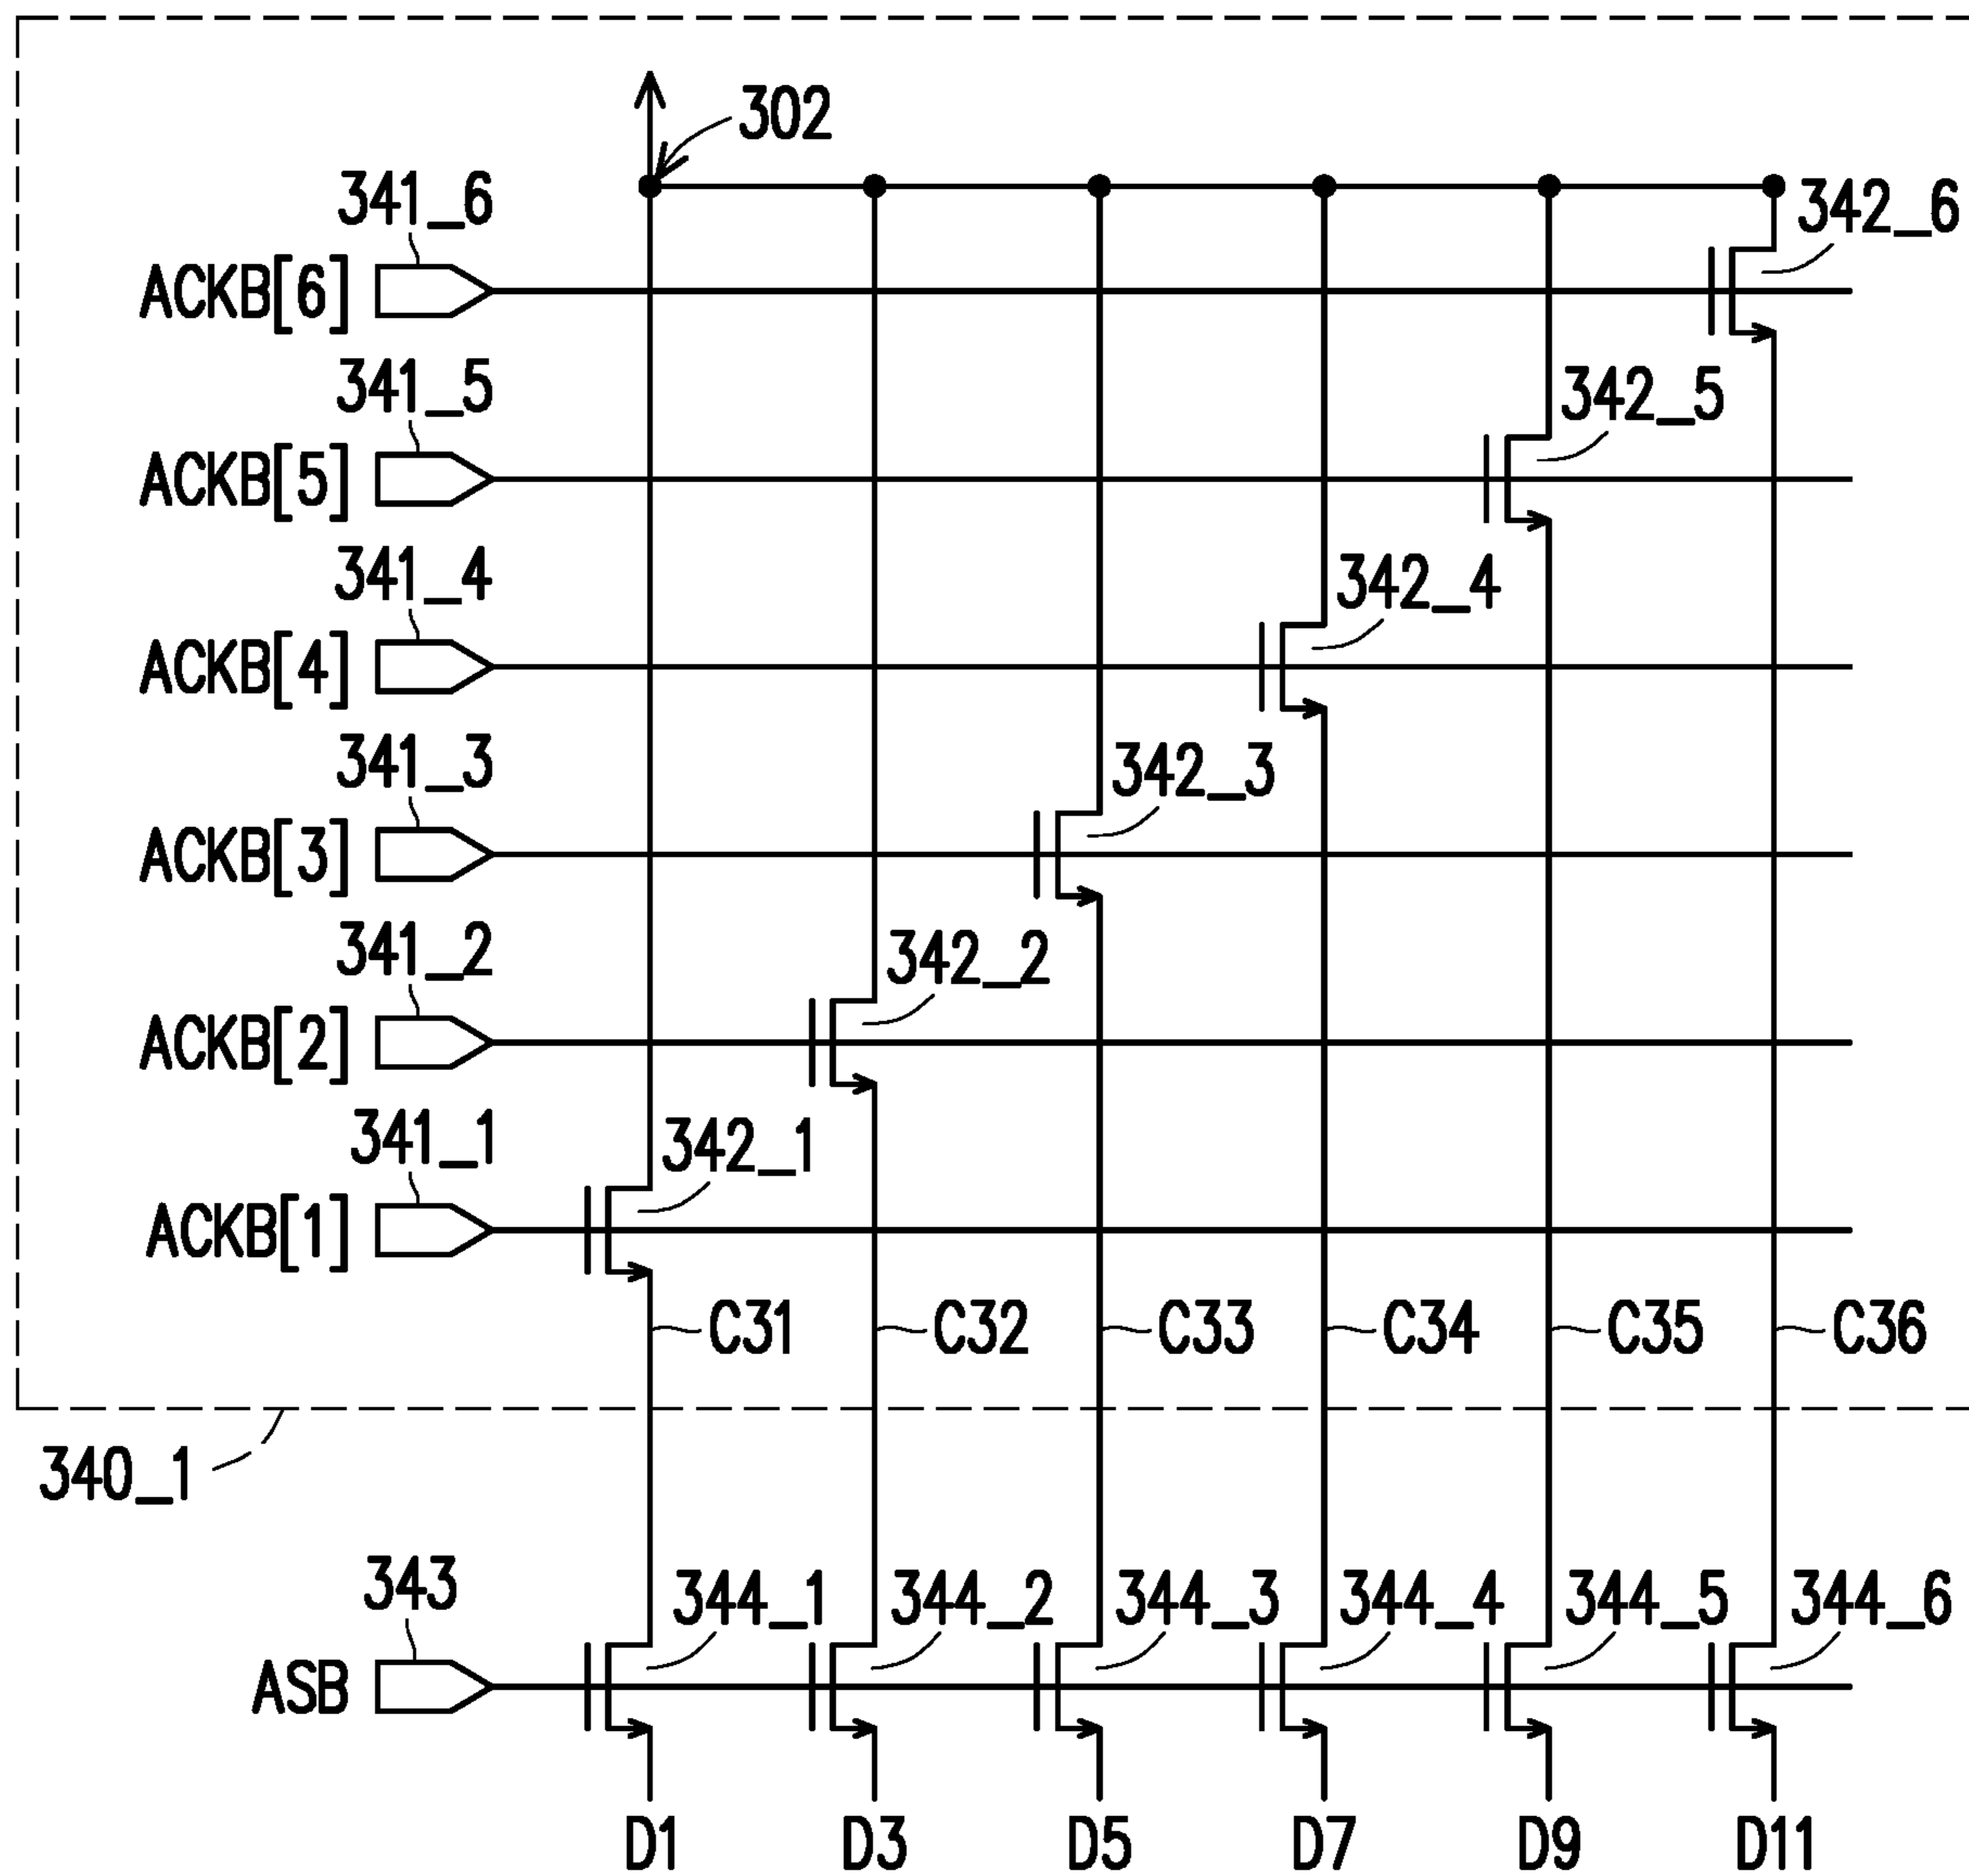 302
341_6
342_6
ACKB[6]
341_5
342_5
ACKB[5]
341_4
342_4
ACKB[4]
341_3
342_3
ACKB[3]
341_2
342_2
ACKB[2]
341_1
342_1
ACKB[1]
C31 C32 C33 C34 C35 C36
340_1
343
344_1 344_2 344_3 344_4 344_5 344_6
ASB
D1 D3 D5 D7 D9 D11